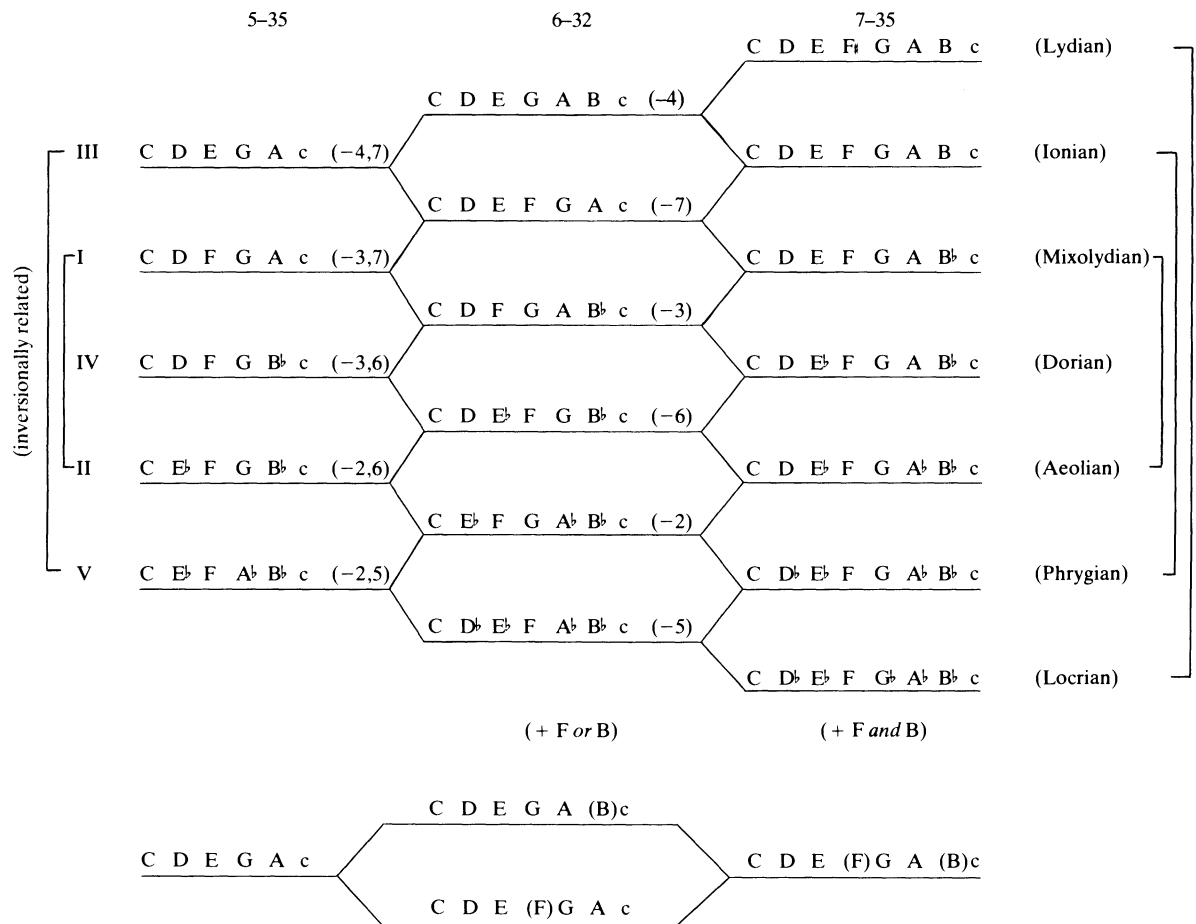 5–35 6–32 7–35
C D E F♯ G A B c (Lydian)
C D E G A B c (–4)
III C D E G A c (−4,7) C D E F G A B c (Ionian)
C D E F G A c (−7)
I C D F G A c (−3,7) C D E F G A B♭ c (Mixolydian)
C D F G A B♭ c (−3)
IV C D F G B♭ c (−3,6) C D E♭ F G A B♭ c (Dorian)
C D E♭ F G B♭ c (−6)
II C E♭ F G B♭ c (−2,6) C D E♭ F G A♭ B♭ c (Aeolian)
C E♭ F G A♭ B♭ c (−2)
V C E♭ F A♭ B♭ c (−2,5) C D♭ E♭ F G A♭ B♭ c (Phrygian)
C D♭ E♭ F A♭ B♭ c (−5)
C D♭ E♭ F G♭ A♭ B♭ c (Locrian)
(inversionally related)
(+ F or B) (+ F and B)
C D E G A (B)c
C D E G A c C D E (F)G A (B)c
C D E (F)G A c